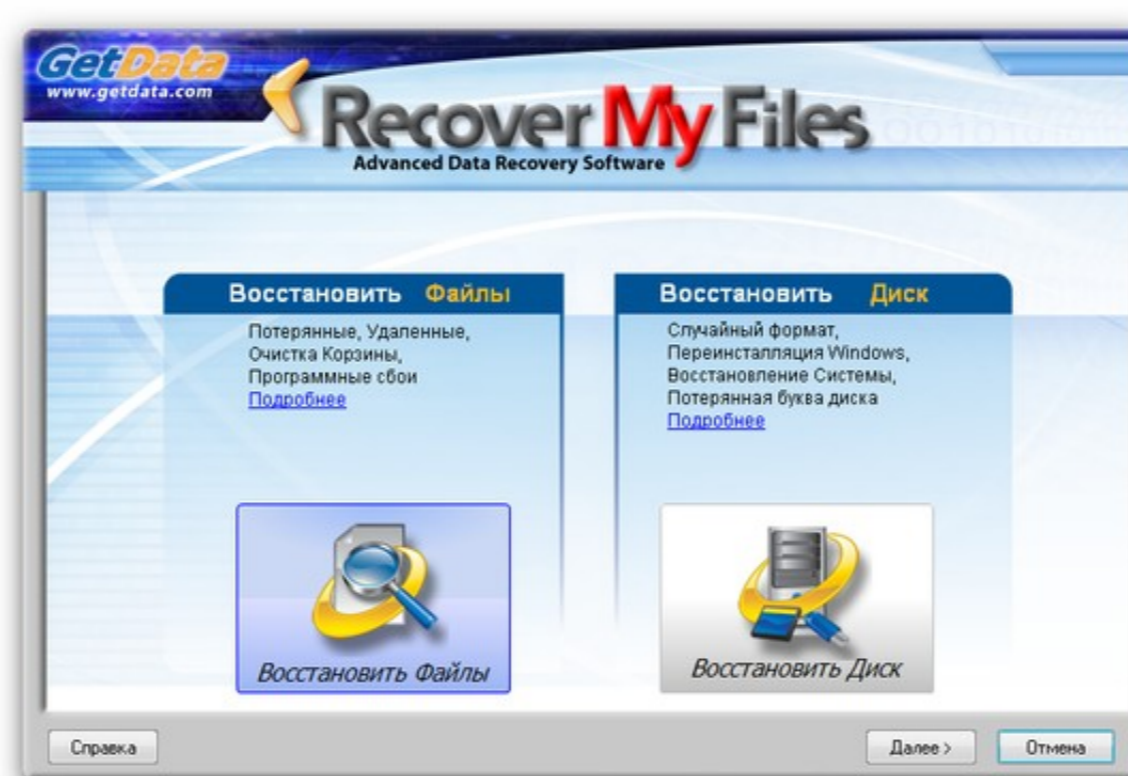 GetData
www.getdata.com
Recover My Files
Advanced Data Recovery Software
Восстановить Файлы
Потерянные, Удаленные,
Очистка Корзины,
Программные сбои
Подробнее
Восстановить Диск
Случайный формат,
Переинсталляция Windows,
Восстановление Системы,
Потерянная буква диска
Подробнее
Восстановить Файлы
Восстановить Диск
Справка
Далее >
Отмена